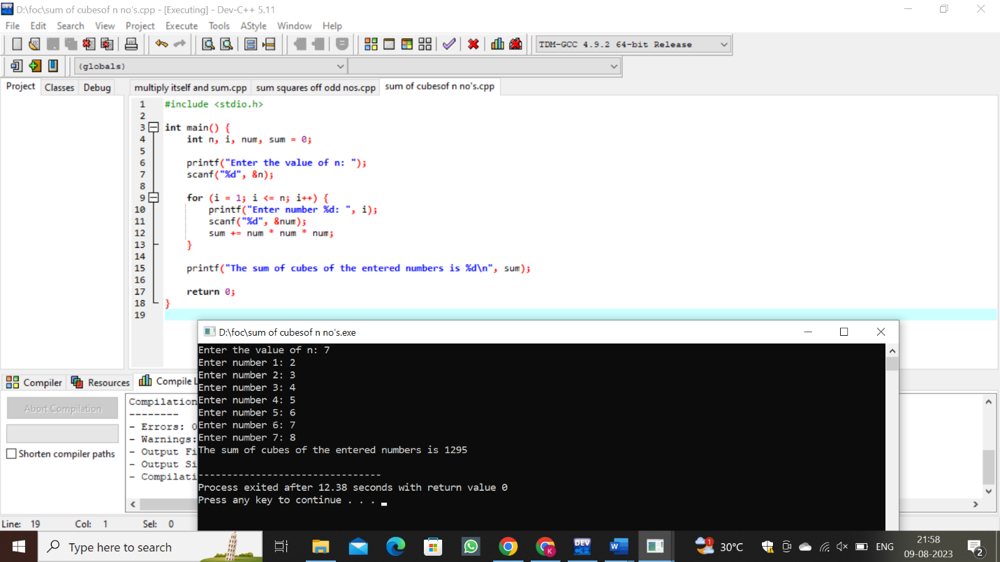 D:\foc\sum of cubesof n no's.cpp - [Executing] - Dev-C++ 5.11
File Edit Search View Project Execute Tools AStyle Window Help
TDM-GCC 4.9.2 64-bit Release
(globals)
Project Classes Debug
multiply itself and sum.cpp sum squares off odd nos.cpp sum of cubesof n no's.cpp
1 #include <stdio.h>
2
3 int main() {
4 int n, i, num, sum = 0;
5
6 printf("Enter the value of n: ");
7 scanf("%d", &n);
8
9 for (i = 1; i <= n; i++) {
10 printf("Enter number %d: ", i);
11 scanf("%d", &num);
12 sum += num * num * num;
13 }
14
15 printf("The sum of cubes of the entered numbers is %d\n", sum);
16
17 return 0;
18 }
19
D:\foc\sum of cubesof n no's.exe
Enter the value of n: 7
Enter number 1: 2
Enter number 2: 3
Enter number 3: 4
Enter number 4: 5
Enter number 5: 6
Enter number 6: 7
Enter number 7: 8
The sum of cubes of the entered numbers is 1295
--------------------------------
Process exited after 12.38 seconds with return value 0
Press any key to continue . . .
Compiler Resources Compile L
Abort Compilation
Shorten compiler paths
Compilation
--------
- Errors: 0
- Warnings:
- Output Fi
- Output Si
- Compilati
Line: 19 Col: 1 Sel: 0
Type here to search
DEV C++
W
K
1
30°C
ENG
21:58
09-08-2023
2